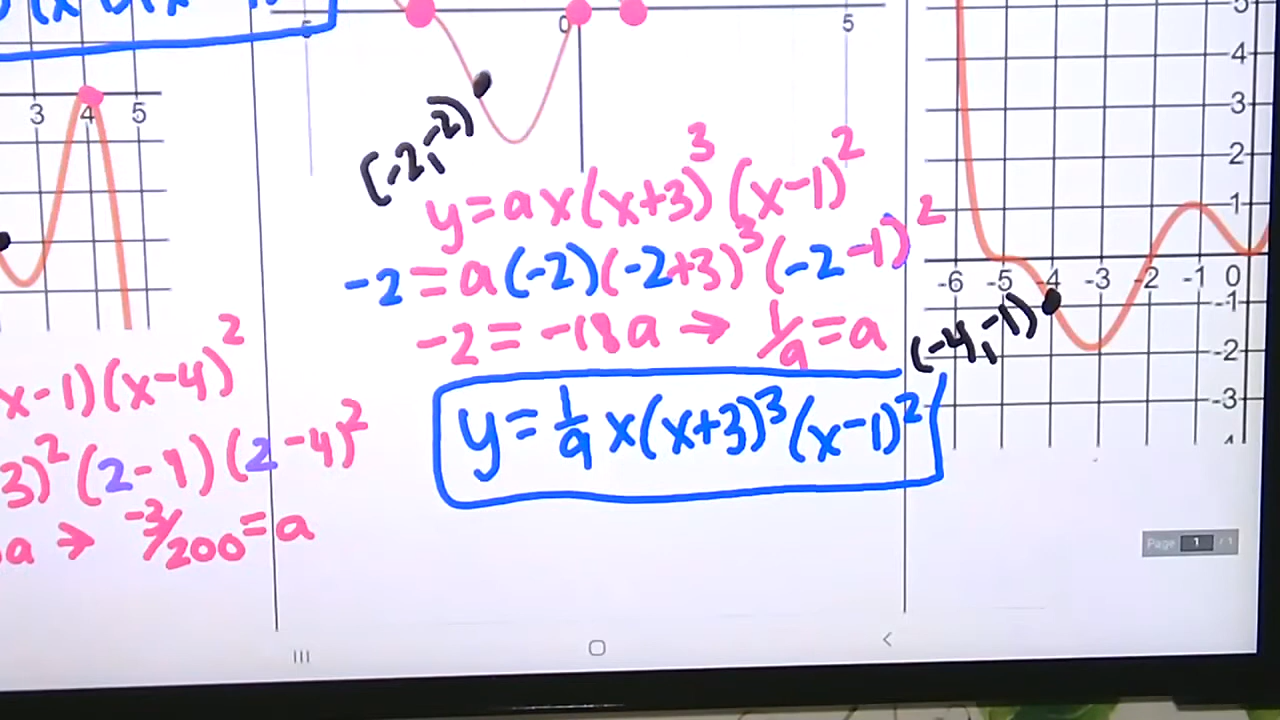 5
0
5
3 4 5
(-2,-2)
y=ax(x+3)³(x-1)²
-2=a(-2)(-2+3)³(-2-1)²
-2=-18a → 1/9=a
y=1/9x(x+3)³(x-1)²
x-1)(x-4)²
3)²(2-1)(2-4)²
a → -3/200=a
5
4
3
2
1
-6 -5 -4 -3 -2 -1 0
-1
-2
-3
(-4,-1)
Page 1 / 1